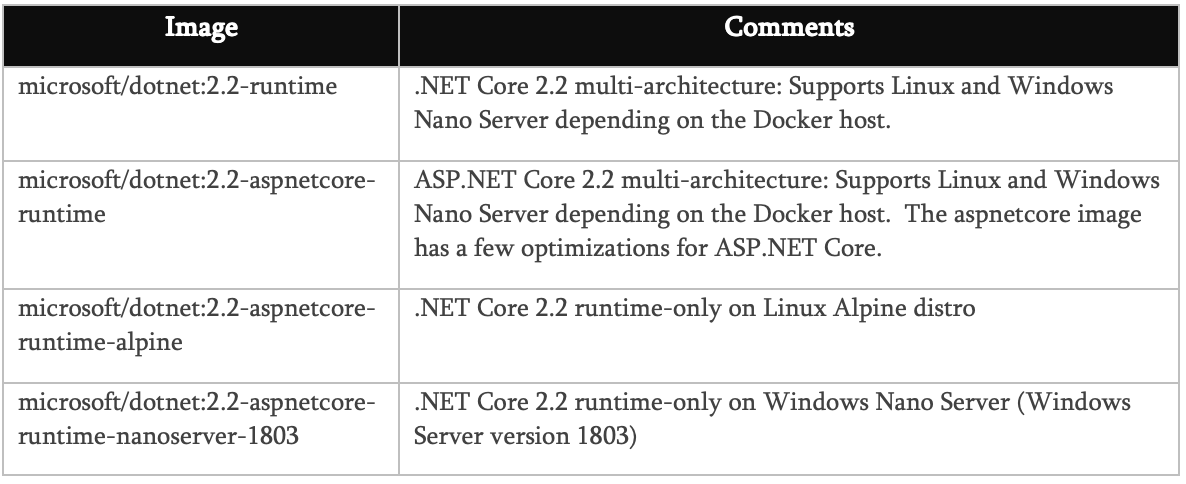 Image
Comments
microsoft/dotnet:2.2-runtime
.NET Core 2.2 multi-architecture: Supports Linux and Windows
Nano Server depending on the Docker host.
microsoft/dotnet:2.2-aspnetcore-
runtime
ASP.NET Core 2.2 multi-architecture: Supports Linux and Windows
Nano Server depending on the Docker host.  The aspnetcore image
has a few optimizations for ASP.NET Core.
microsoft/dotnet:2.2-aspnetcore-
runtime-alpine
.NET Core 2.2 runtime-only on Linux Alpine distro
microsoft/dotnet:2.2-aspnetcore-
runtime-nanoserver-1803
.NET Core 2.2 runtime-only on Windows Nano Server (Windows
Server version 1803)